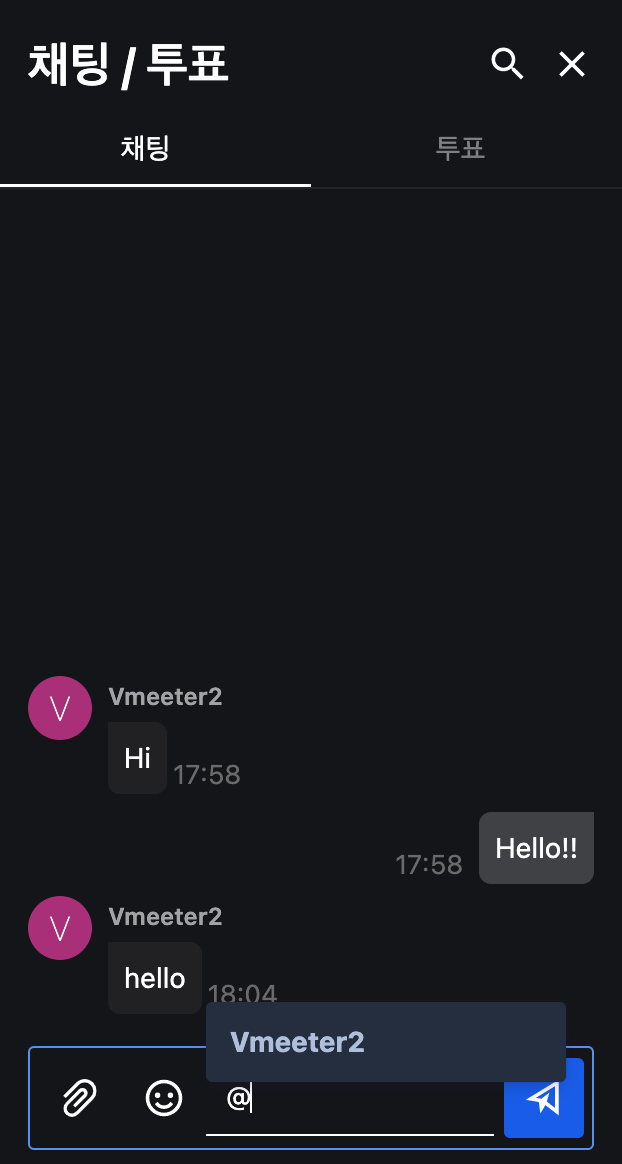 채팅 / 투표
채팅
투표
V
Vmeeter2
Hi
17:58
17:58
Hello!!
V
Vmeeter2
hello
18:04
Vmeeter2
@